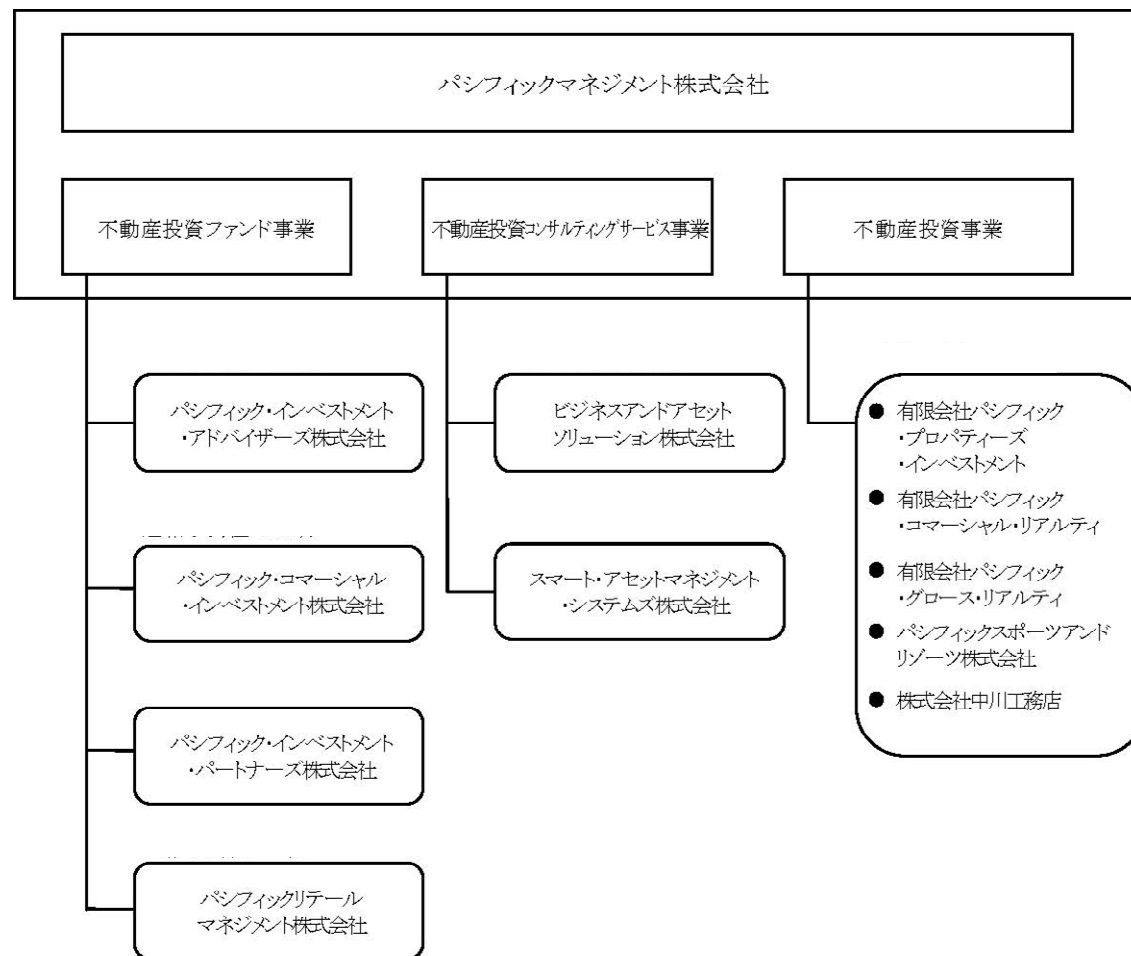 パシフィックマネジメント株式会社
不動産投資ファンド事業
不動産投資コンサルティングサービス事業
不動産投資事業
パシフィック・インベストメント
・アドバイザーズ株式会社
パシフィック・コマーシャル
・インベストメント株式会社
パシフィック・インベストメント
・パートナーズ株式会社
パシフィックリテール
マネジメント株式会社
ビジネスアンドアセット
ソリューション株式会社
スマート・アセットマネジメント
・システムズ株式会社
● 有限会社パシフィック
・プロパティーズ
・インベストメント
● 有限会社パシフィック
・コマーシャル・リアルティ
● 有限会社パシフィック
・グロース・リアルティ
● パシフィックスポーツアンド
リゾーツ株式会社
● 株式会社中川工務店